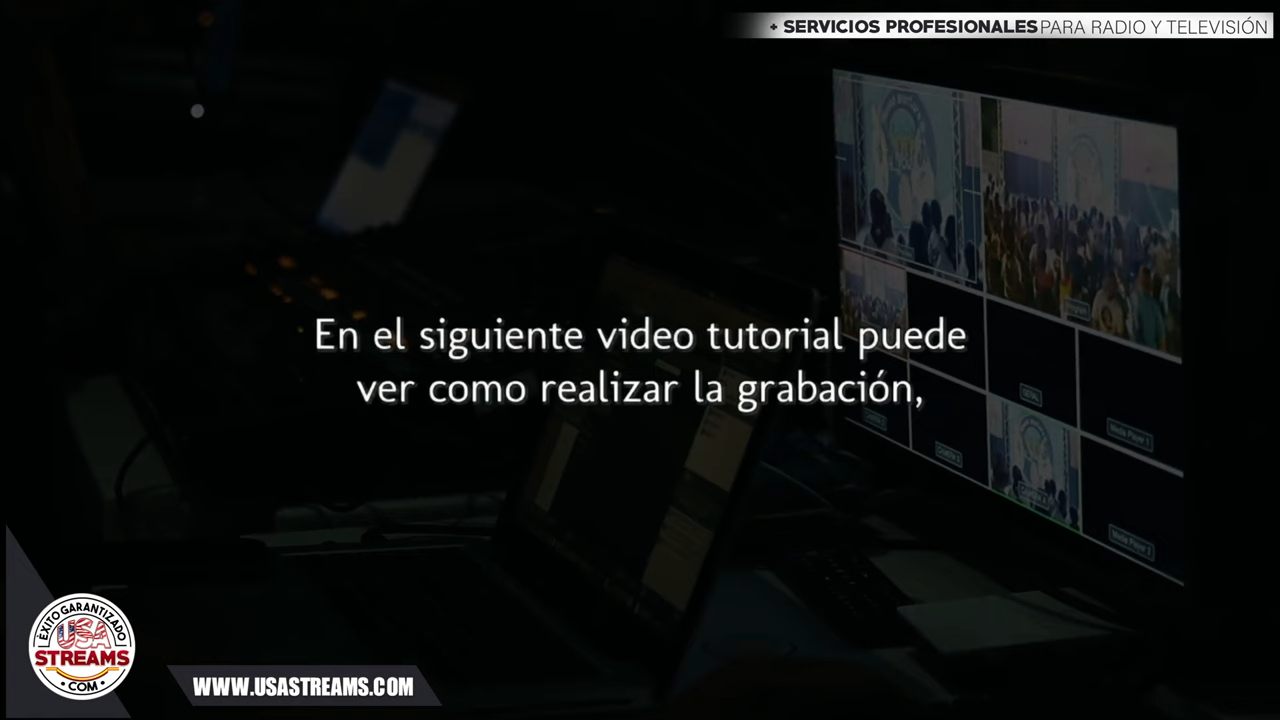 + SERVICIOS PROFESIONALES PARA RADIO Y TELEVISIÓN
En el siguiente video tutorial puede
ver como realizar la grabación,
ÉXITO GARANTIZADO
USA
STREAMS
.COM.
WWW.USASTREAMS.COM